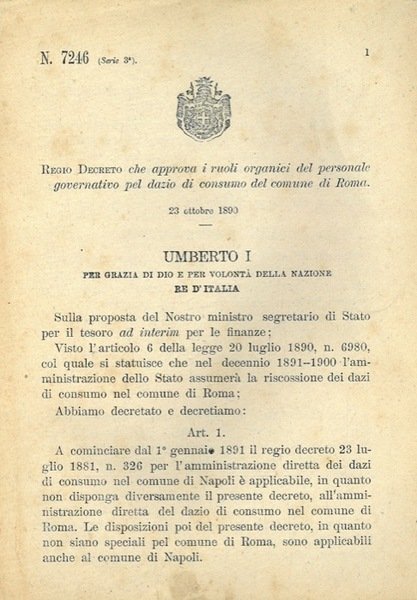 N. 7246 (Serie 3ª).
1
REGIO DECRETO che approva i ruoli organici del personale
governativo pel dazio di consumo del comune di Roma.
23 ottobre 1890
UMBERTO I
PER GRAZIA DI DIO E PER VOLONTÀ DELLA NAZIONE
RE D'ITALIA
Sulla proposta del Nostro ministro segretario di Stato
per il tesoro ad interim per le finanze;
Visto l'articolo 6 della legge 20 luglio 1890, n. 6980,
col quale si statuisce che nel decennio 1891-1900 l'am-
ministrazione dello Stato assumerà la riscossione dei dazi
di consumo nel comune di Roma;
Abbiamo decretato e decretiamo:
Art. 1.
A cominciare dal 1° gennaio 1891 il regio decreto 23 lu-
glio 1881, n. 326 per l'amministrazione diretta dei dazi
di consumo nel comune di Napoli è applicabile, in quanto
non disponga diversamente il presente decreto, all'ammi-
nistrazione diretta del dazio di consumo nel comune di
Roma. Le disposizioni poi del presente decreto, in quanto
non siano speciali pel comune di Roma, sono applicabili
anche al comune di Napoli.